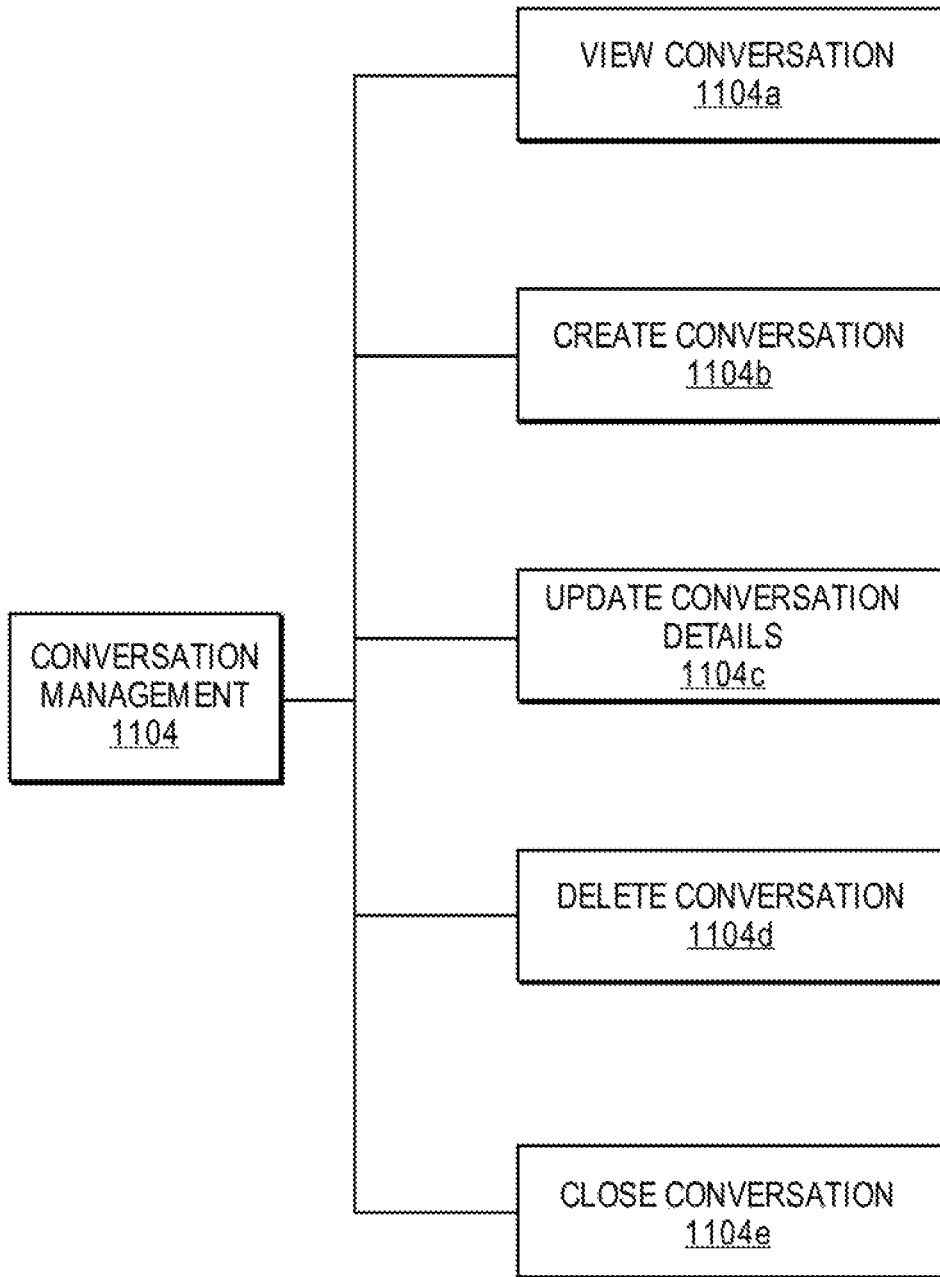 VIEW CONVERSATION
1104a
CREATE CONVERSATION
1104b
UPDATE CONVERSATION
DETAILS
1104c
CONVERSATION
MANAGEMENT
1104
DELETE CONVERSATION
1104d
CLOSE CONVERSATION
1104e